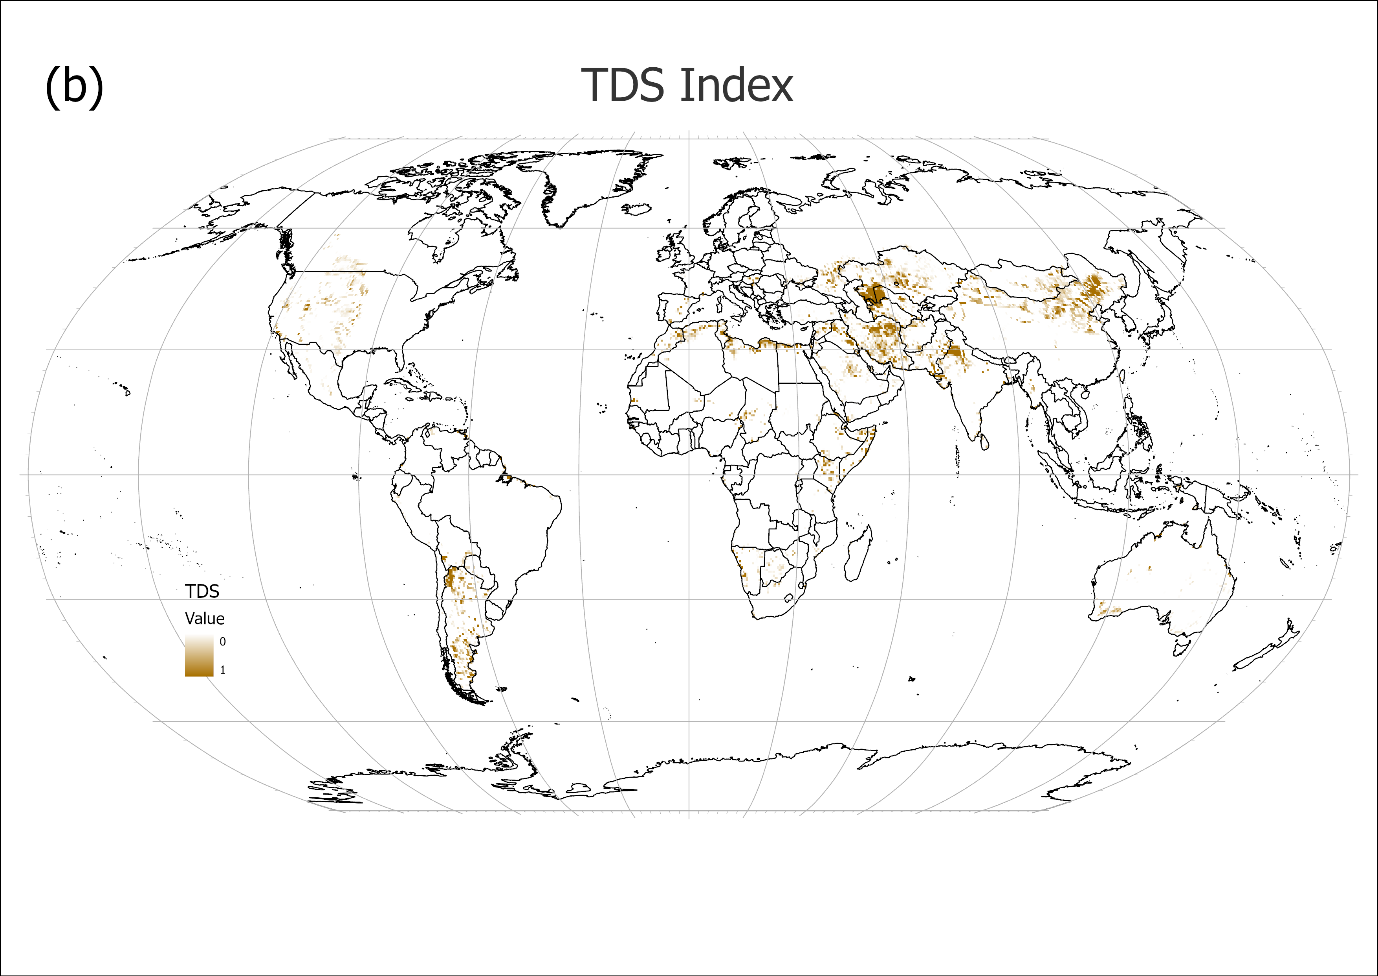 (b)
TDS Index
TDS
Value
0
1